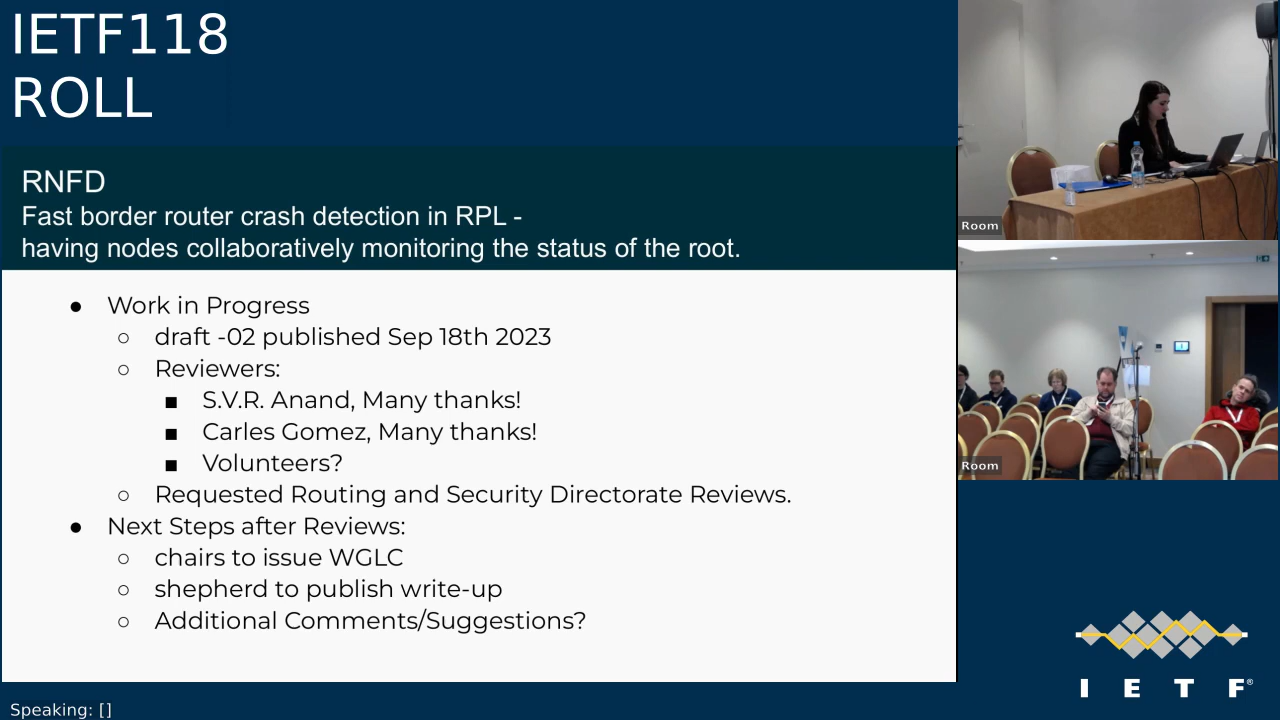 IETF118
ROLL
RNFD
Fast border router crash detection in RPL -
having nodes collaboratively monitoring the status of the root.
● Work in Progress
○ draft -02 published Sep 18th 2023
○ Reviewers:
■ S.V.R. Anand, Many thanks!
■ Carles Gomez, Many thanks!
■ Volunteers?
○ Requested Routing and Security Directorate Reviews.
● Next Steps after Reviews:
○ chairs to issue WGLC
○ shepherd to publish write-up
○ Additional Comments/Suggestions?
Room
Room
I E T F®
Speaking: []